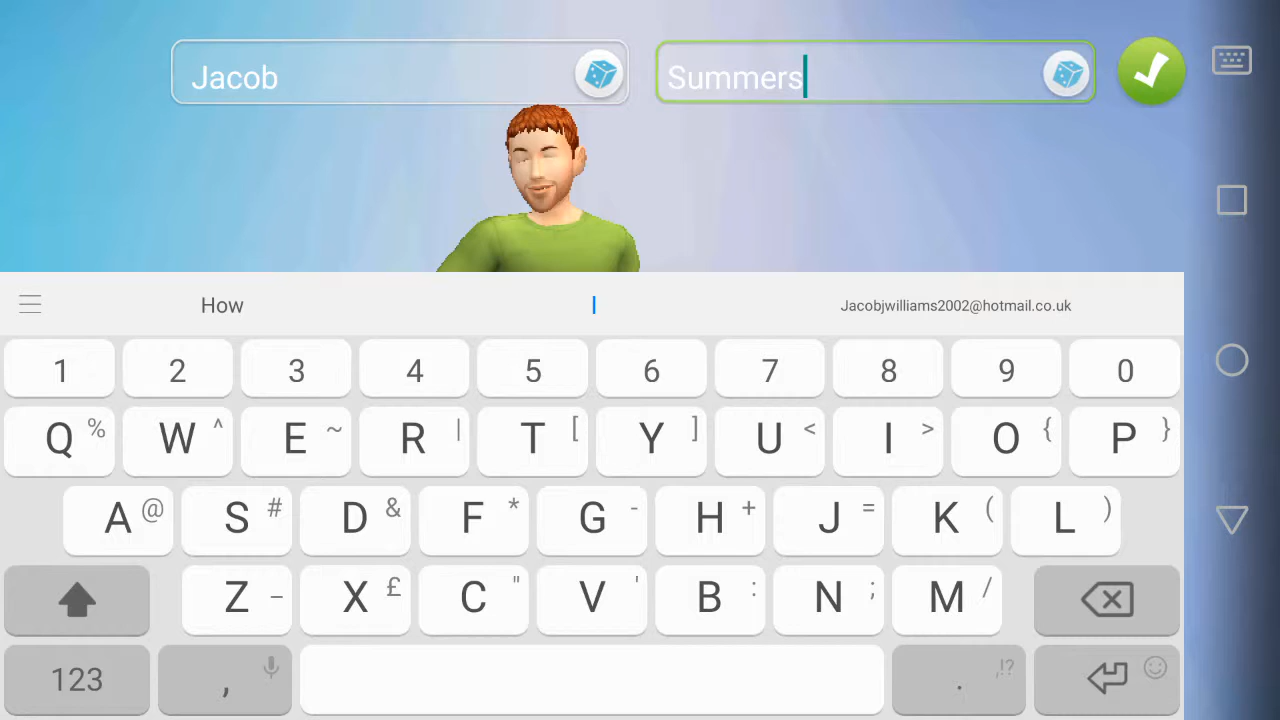 Jacob Summers
How I Jacobjwilliams2002@hotmail.co.uk
1 2 3 4 5 6 7 8 9 0
Q % W ^ E ~ R | T [ Y ] U < I > O { P }
A @ S # D & F * G - H + J = K ( L )
Z _ X £ C " V ' B : N ; M /
123 , . ,!?